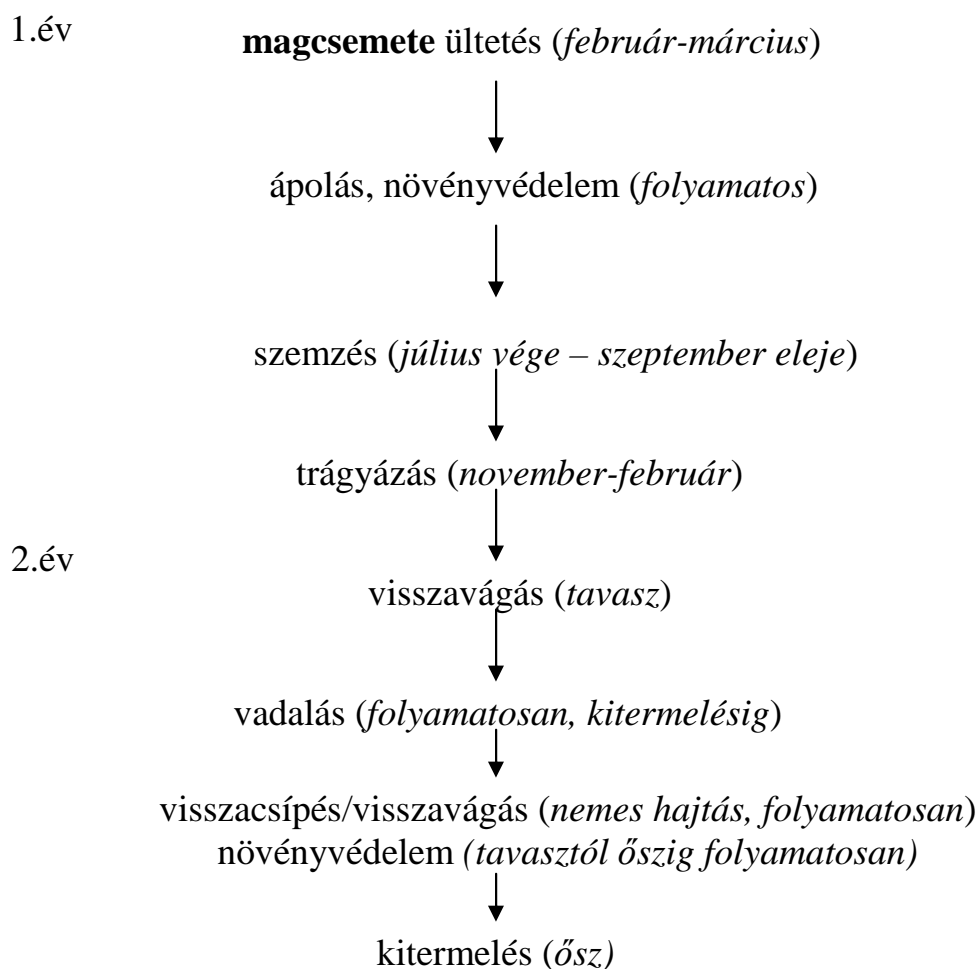 1.év
magcsemete ültetés (február-március)
ápolás, növényvédelem (folyamatos)
szemzés (július vége – szeptember eleje)
trágyázás (november-február)
2.év
visszavágás (tavasz)
vadalás (folyamatosan, kitermelésig)
visszacsípés/visszavágás (nemes hajtás, folyamatosan)
növényvédelem (tavasztól őszig folyamatosan)
kitermelés (ősz)